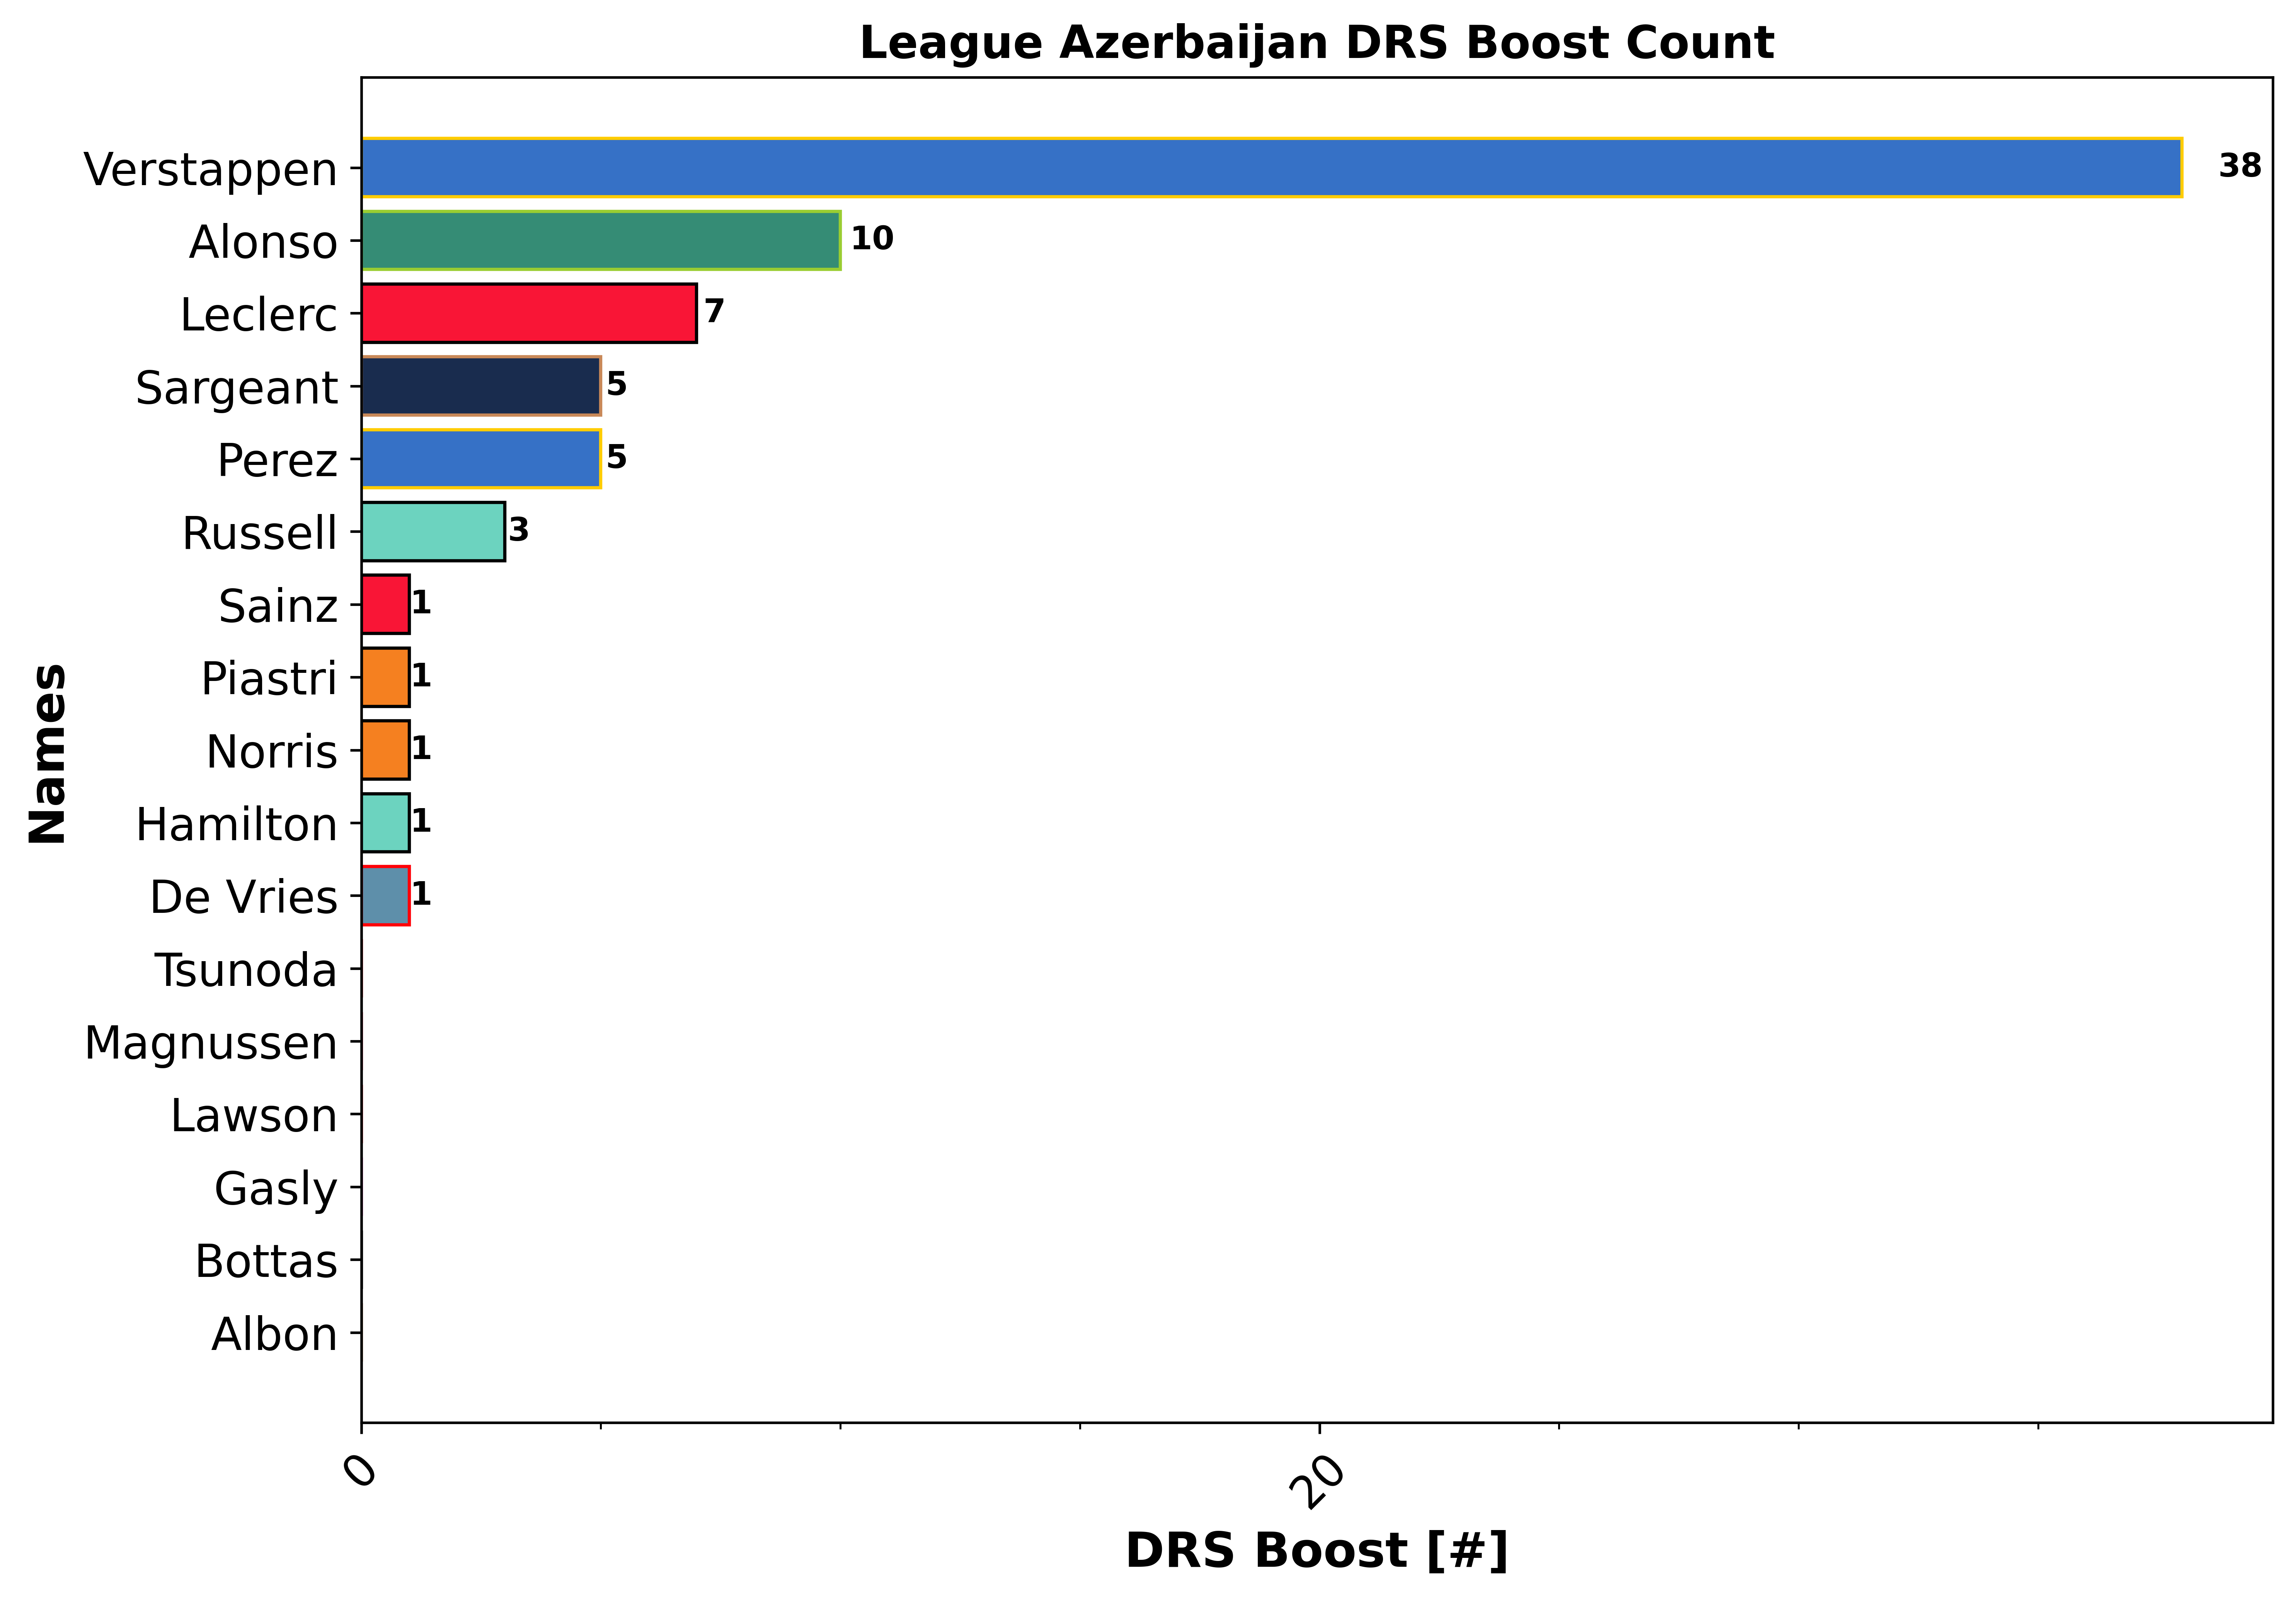 League Azerbaijan DRS Boost Count
Verstappen 38
Alonso 10
Leclerc 7
Sargeant 5
Perez 5
Russell 3
Sainz 1
Piastri 1
Norris 1
Hamilton 1
De Vries 1
Tsunoda
Magnussen
Lawson
Gasly
Bottas
Albon
Names
0 20
DRS Boost [#]